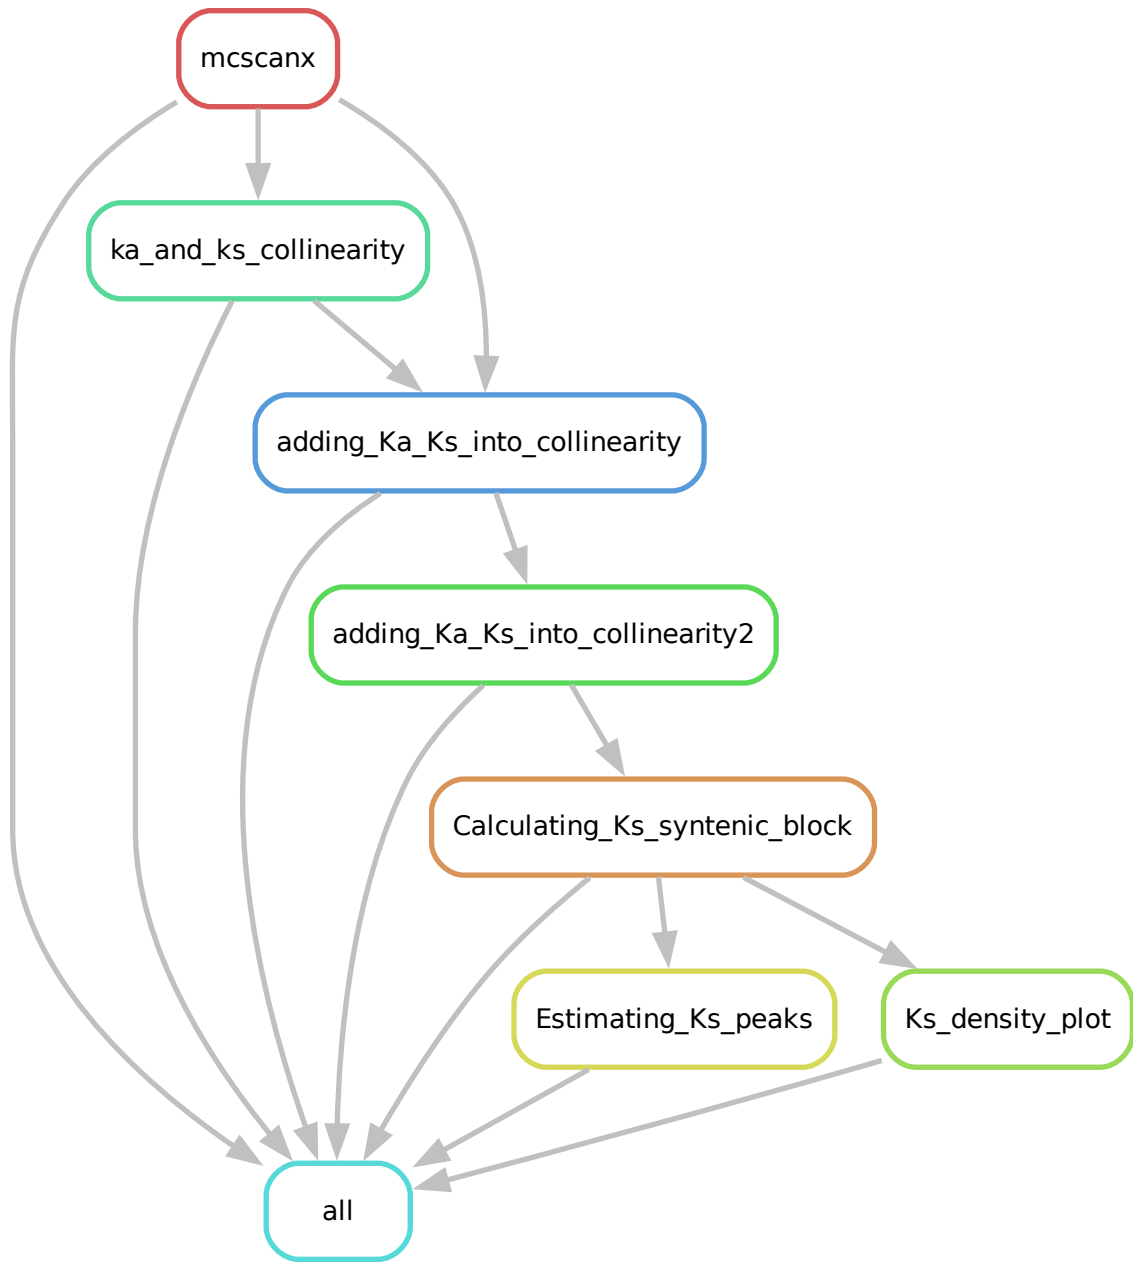 mcscanx
ka_and_ks_collinearity
adding_Ka_Ks_into_collinearity
adding_Ka_Ks_into_collinearity2
Calculating_Ks_syntenic_block
Estimating_Ks_peaks
Ks_density_plot
all